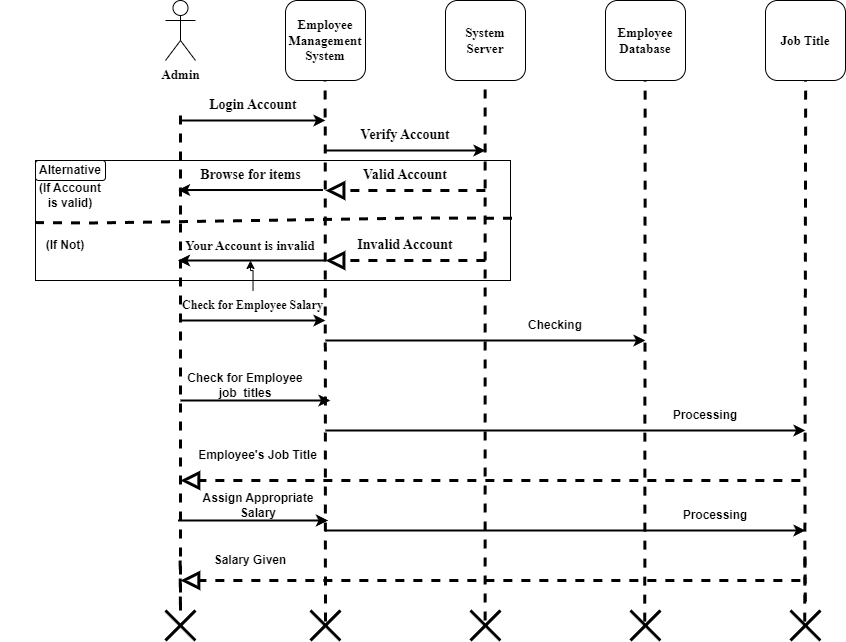 Employee
Management
System
System
Server
Employee
Database
Job Title
Admin
Login Account
Verify Account
Alternative
(If Account
is valid)
Browse for items
Valid Account
(If Not)
Your Account is invalid
Invalid Account
Check for Employee Salary
Checking
Check for Employee
job titles
Processing
Employee's Job Title
Assign Appropriate
Salary
Processing
Salary Given